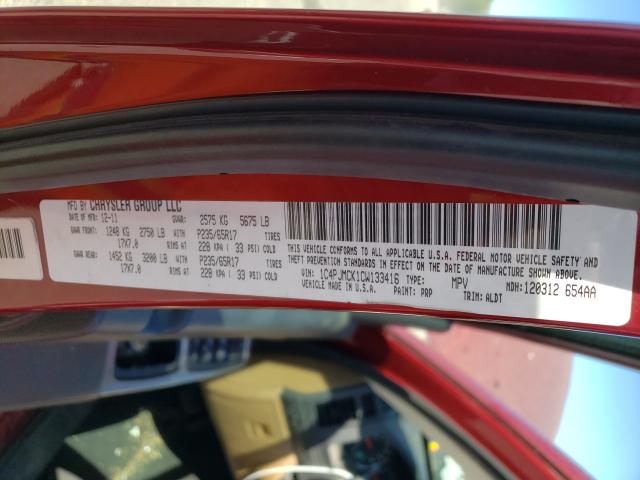 MFD BY CHRYSLER GROUP LLC
DATE OF MFR 12-11 GVWR: 2575 KG 5675 LB
GAWR FRONT: 1248 KG 2750 LB P235/65R17 TIRES
17X7.0 RIMS AT 228 KPA ( 33 PSI) COLD
GAWR REAR: 1452 KG 3200 LB P235/65R17 TIRES
17X7.0 RIMS AT 228 KPA ( 33 PSI) COLD
THIS VEHICLE CONFORMS TO ALL APPLICABLE U.S.A. FEDERAL MOTOR VEHICLE SAFETY AND
THEFT PREVENTION STANDARDS IN EFFECT ON THE DATE OF MANUFACTURE SHOWN ABOVE.
VIN: 1C4PJMCK1CW133416 TYPE: MPV MDH:120312 654AA
VEHICLE MADE IN U.S.A. PAINT: PRP TRIM: ALDT